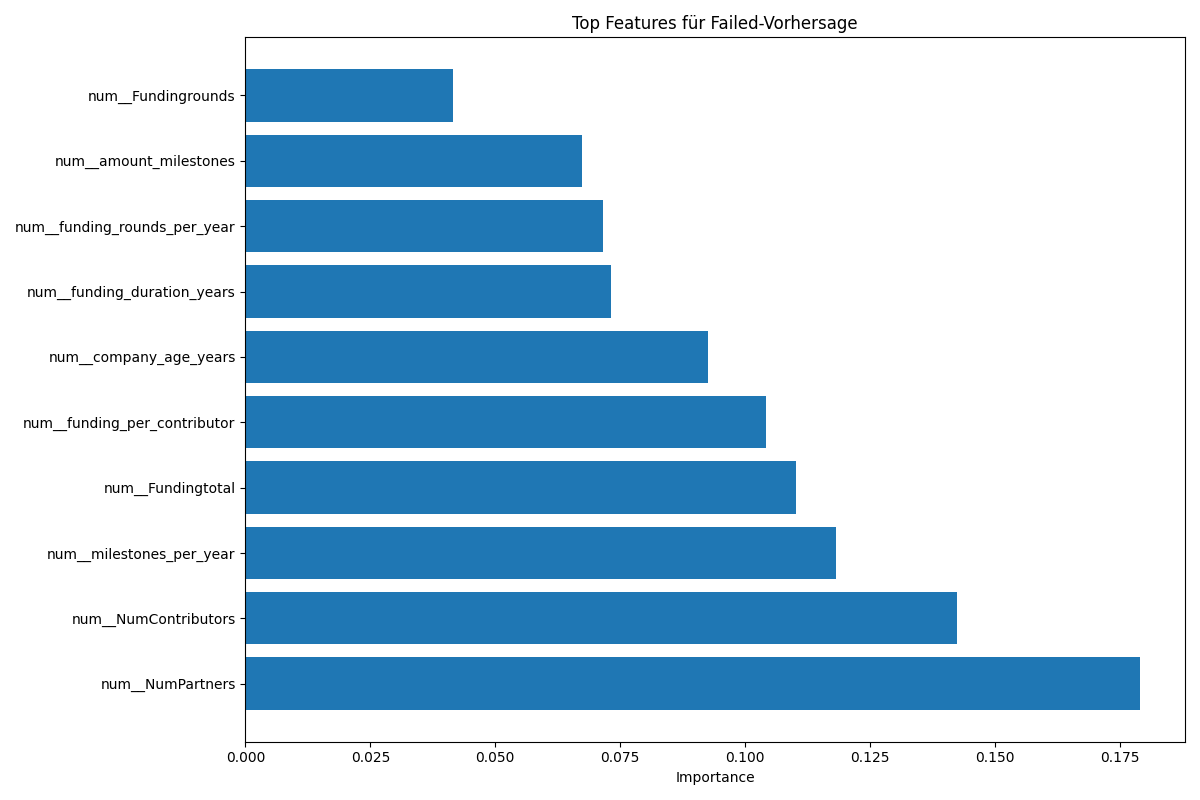 Top Features für Failed-Vorhersage
num__Fundingrounds
num__amount_milestones
num__funding_rounds_per_year
num__funding_duration_years
num__company_age_years
num__funding_per_contributor
num__Fundingtotal
num__milestones_per_year
num__NumContributors
num__NumPartners
0.000 0.025 0.050 0.075 0.100 0.125 0.150 0.175
Importance